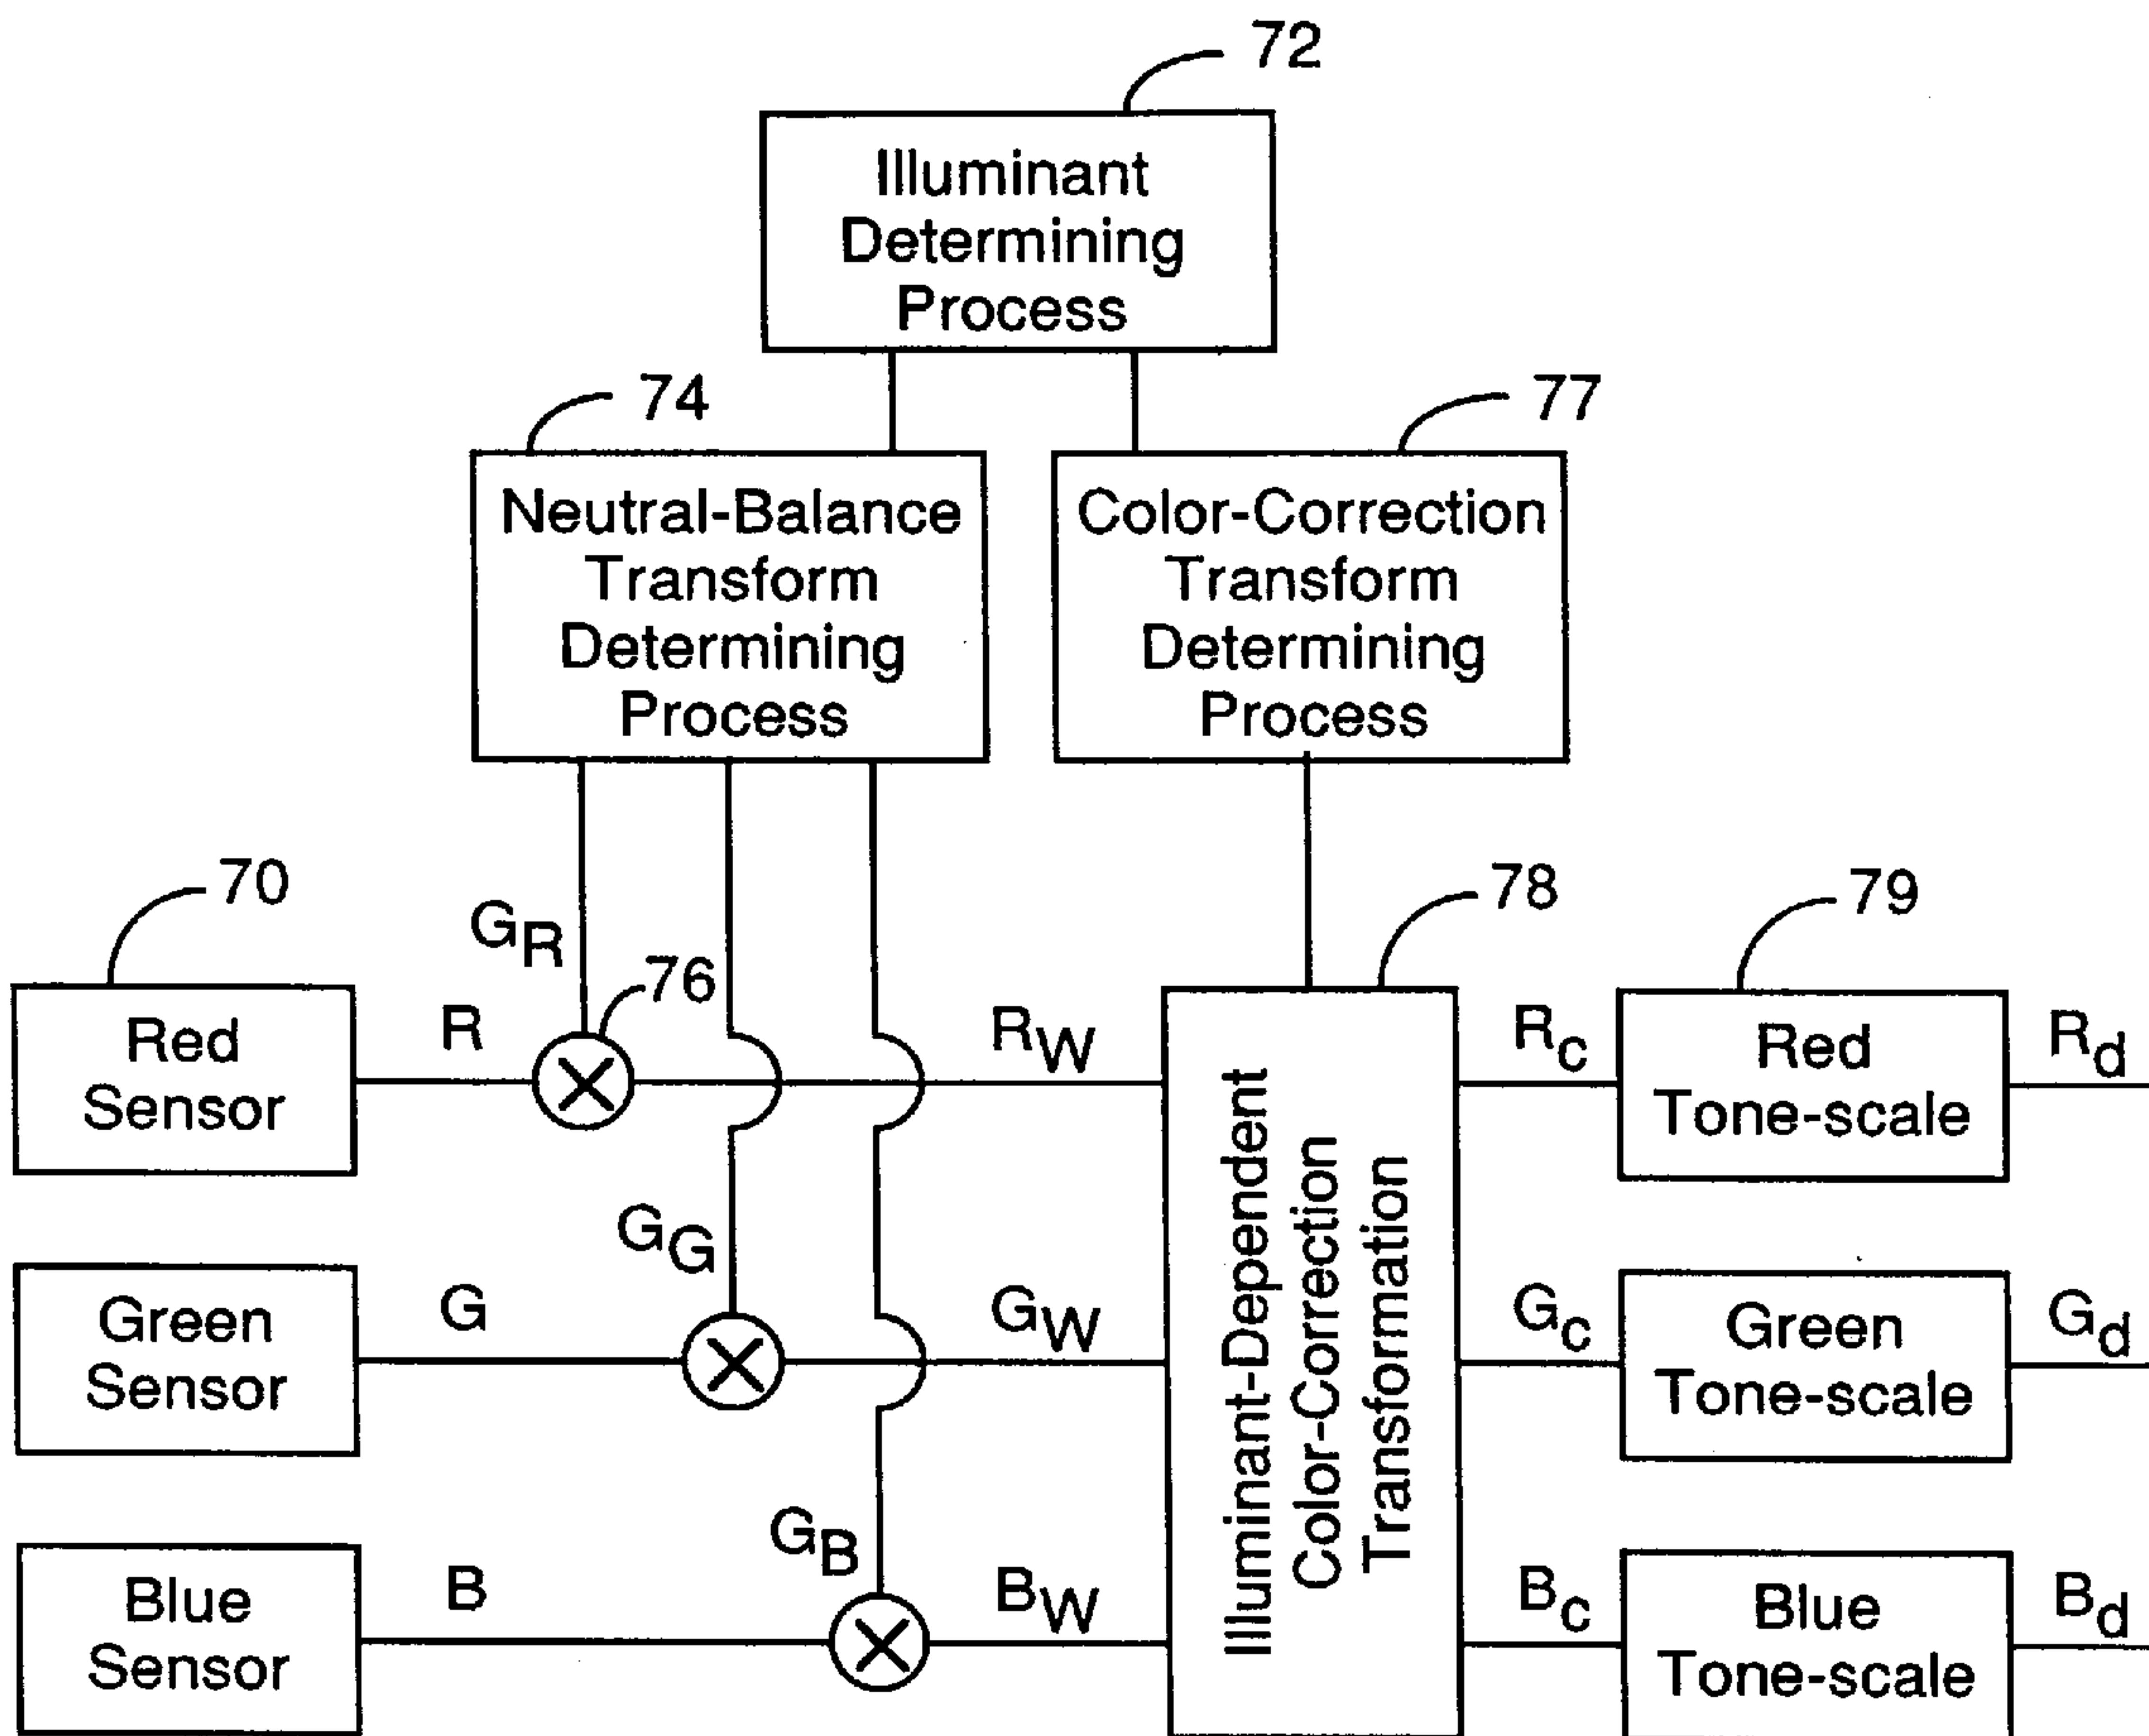 72
Illuminant
Determining
Process
74
77
Neutral-Balance
Transform
Determining
Process
Color-Correction
Transform
Determining
Process
70
78
79
GR
76
Red
Sensor
R
RW
Illuminant-Dependent
Color-Correction
Transformation
Rc
Red
Tone-scale
Rd
GG
Green
Sensor
G
GW
Gc
Green
Tone-scale
Gd
GB
Blue
Sensor
B
BW
Bc
Blue
Tone-scale
Bd